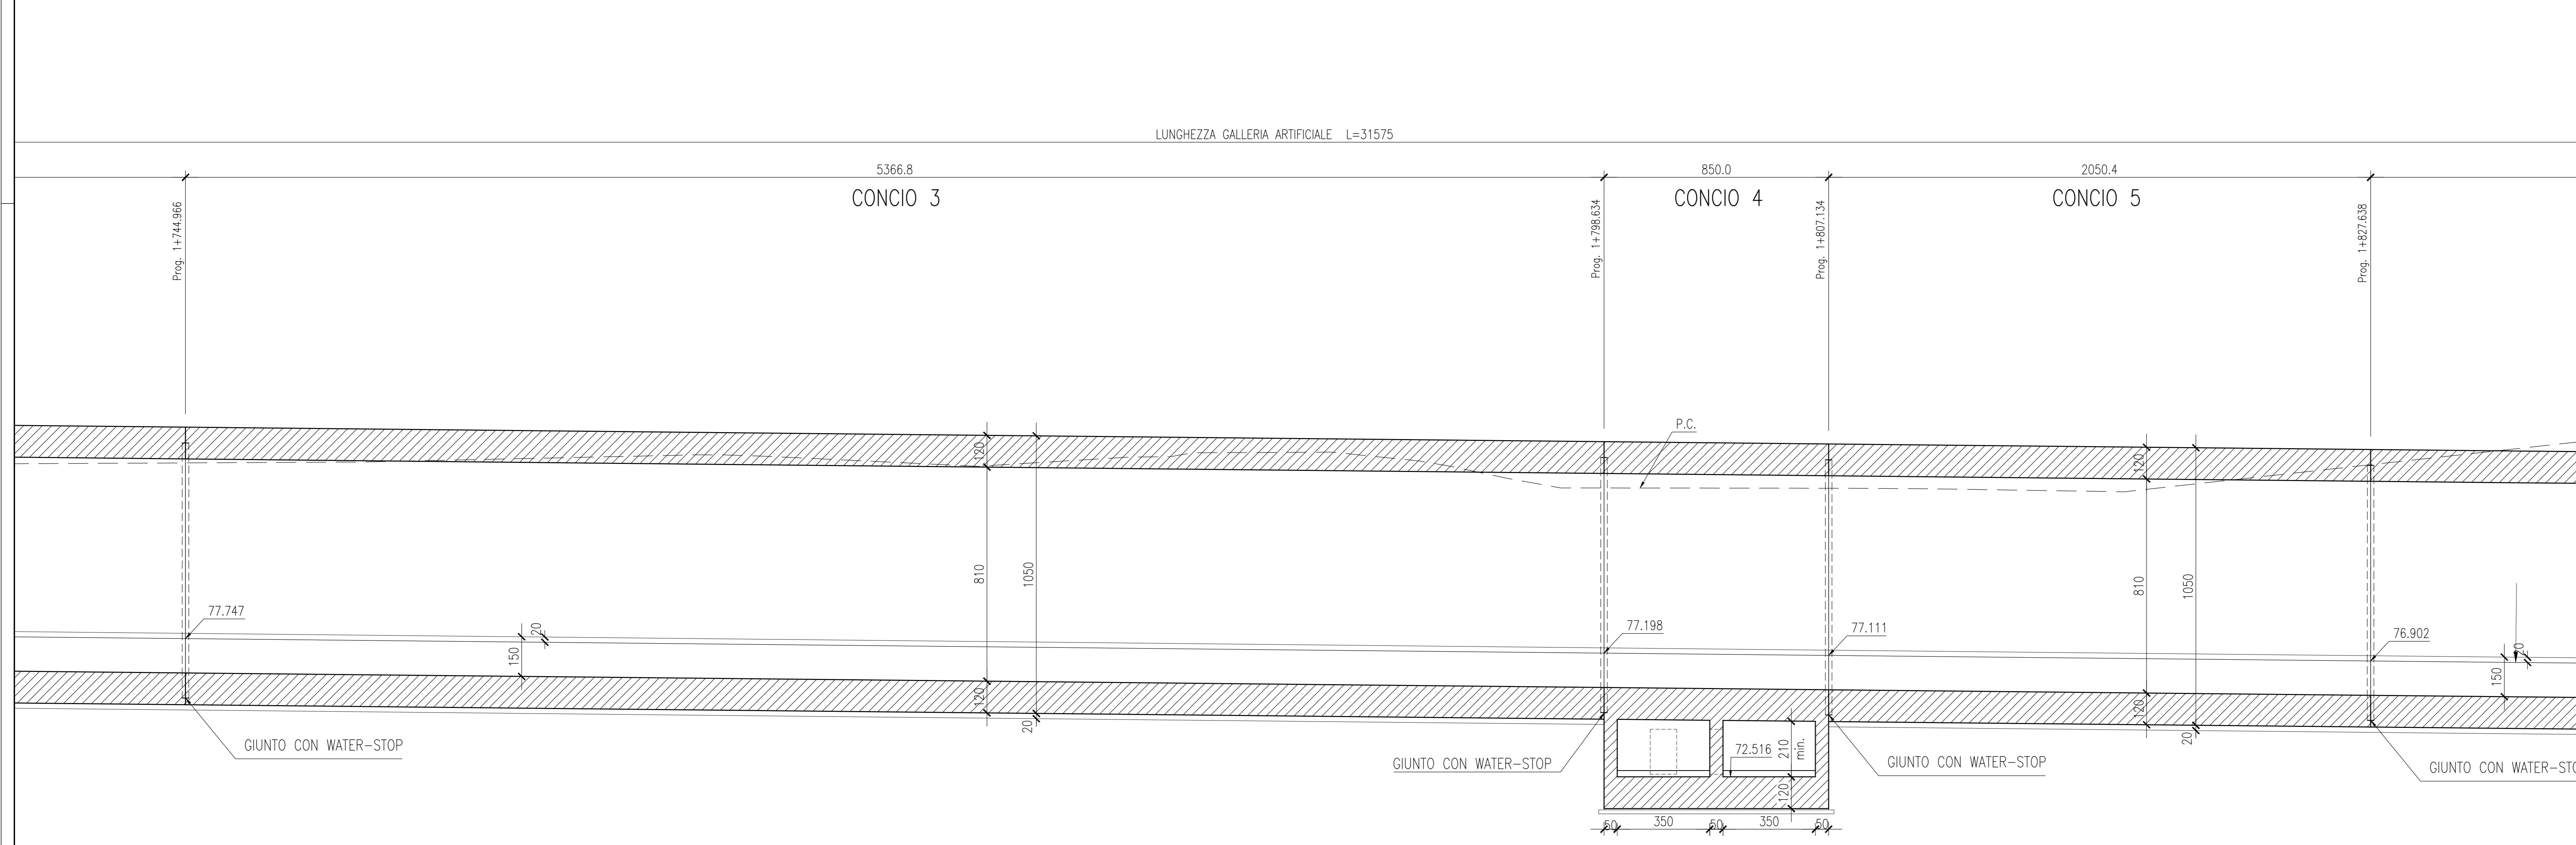 LUNGHEZZA GALLERIA ARTIFICIALE L=31575
5366.8
850.0
2050.4
CONCIO 3
CONCIO 4
CONCIO 5
Prog. 1+744.966
Prog. 1+798.634
Prog. 1+807.134
Prog. 1+827.638
P.C.
120
120
810
1050
810
1050
77.747
20
150
77.198
77.111
76.902
20
150
120
20
120
20
GIUNTO CON WATER-STOP
GIUNTO CON WATER-STOP
72.516
210
min.
120
GIUNTO CON WATER-STOP
GIUNTO CON WATER-STO
50
350
50
350
50